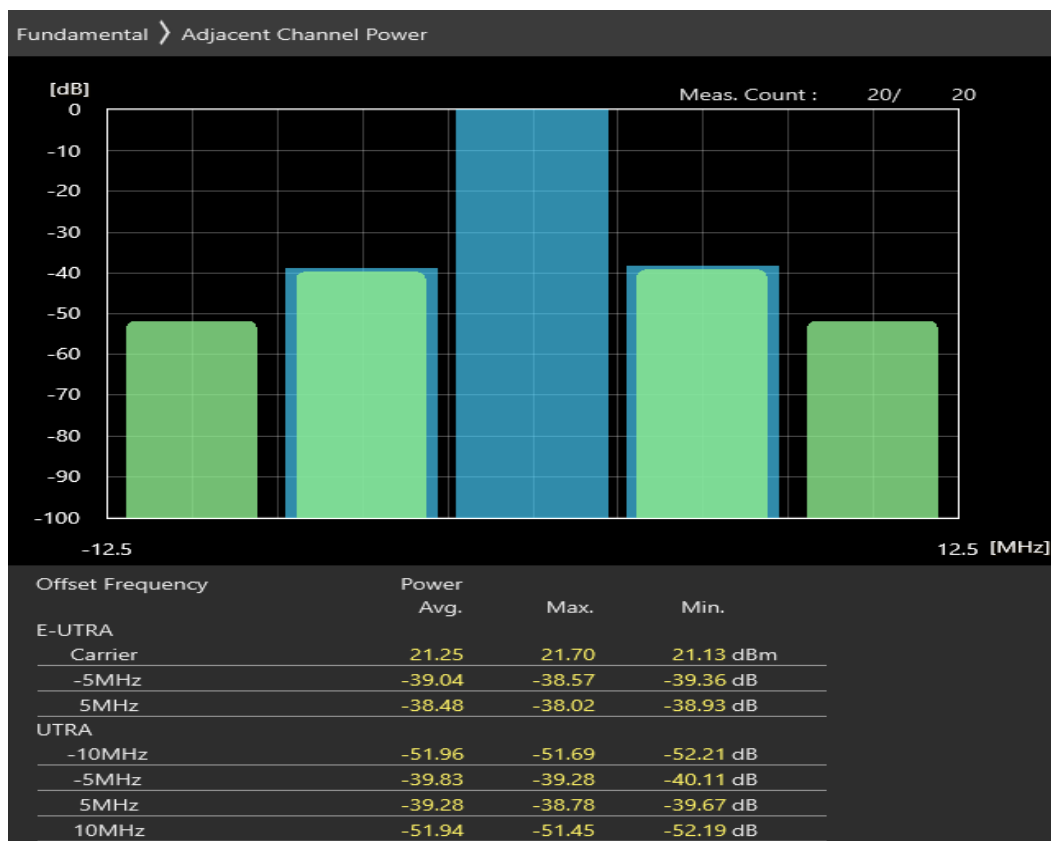 Fundamental 〉 Adjacent Channel Power
[dB]
Meas. Count : 20/ 20
0
-10
-20
-30
-40
-50
-60
-70
-80
-90
-100
-12.5 12.5 [MHz]
Offset Frequency Power
Avg. Max. Min.
E-UTRA
Carrier 21.25 21.70 21.13 dBm
-5MHz -39.04 -38.57 -39.36 dB
5MHz -38.48 -38.02 -38.93 dB
UTRA
-10MHz -51.96 -51.69 -52.21 dB
-5MHz -39.83 -39.28 -40.11 dB
5MHz -39.28 -38.78 -39.67 dB
10MHz -51.94 -51.45 -52.19 dB